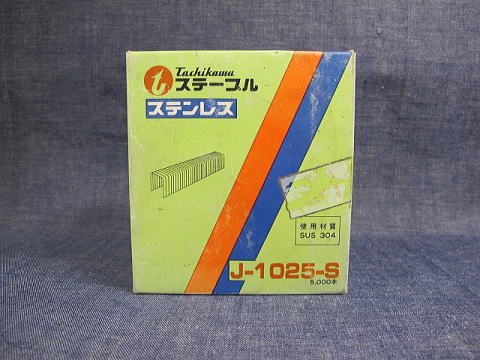 t
Tachikawa
ステープル
ステンレス
使用材質
SUS 304
J-1025-S
5,000本